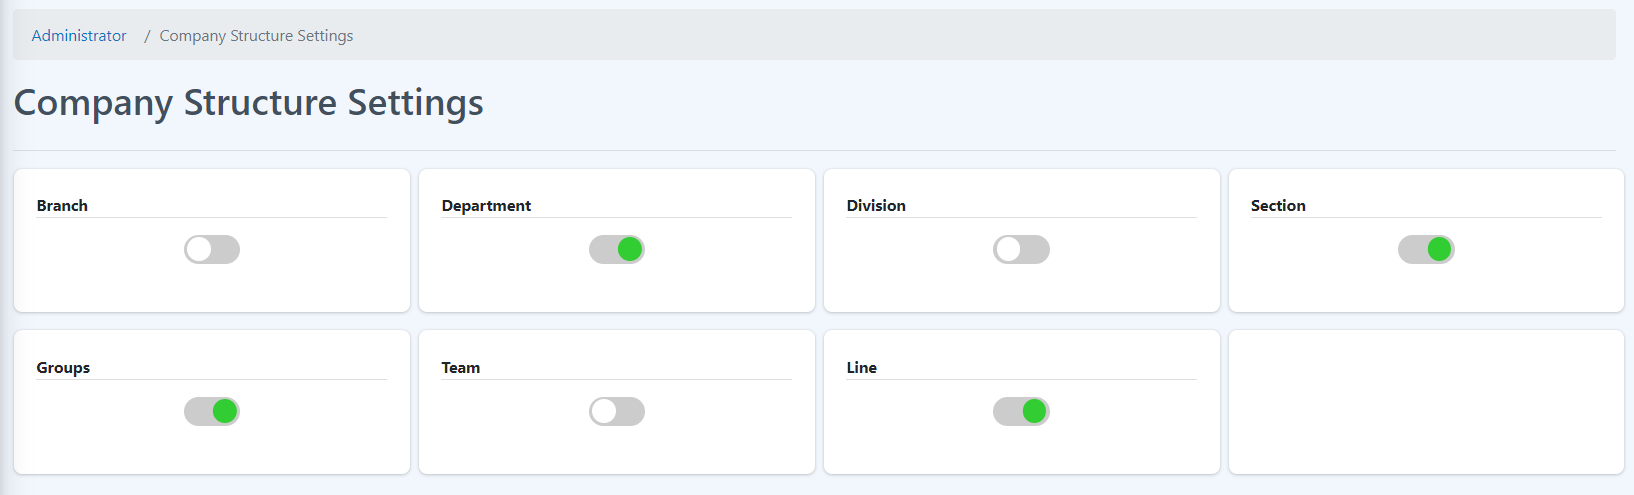 Administrator / Company Structure Settings
Company Structure Settings
Branch
Department
Division
Section
Groups
Team
Line